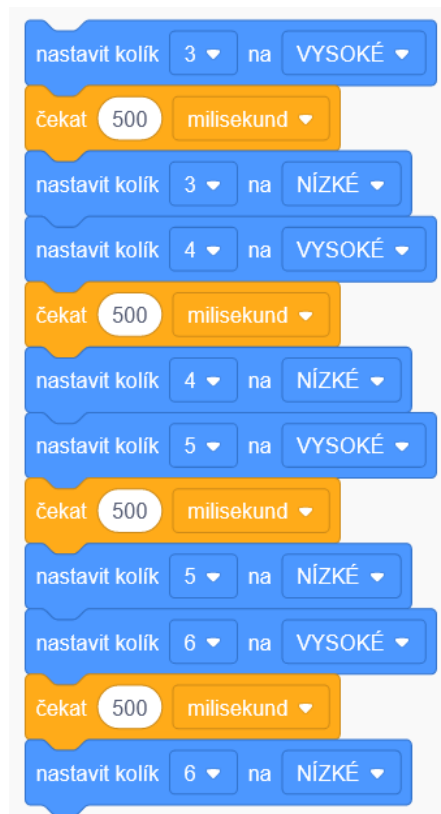 nastavit kolík 3 na VYSOKÉ
čekat 500 milisekund
nastavit kolík 3 na NÍZKÉ
nastavit kolík 4 na VYSOKÉ
čekat 500 milisekund
nastavit kolík 4 na NÍZKÉ
nastavit kolík 5 na VYSOKÉ
čekat 500 milisekund
nastavit kolík 5 na NÍZKÉ
nastavit kolík 6 na VYSOKÉ
čekat 500 milisekund
nastavit kolík 6 na NÍZKÉ